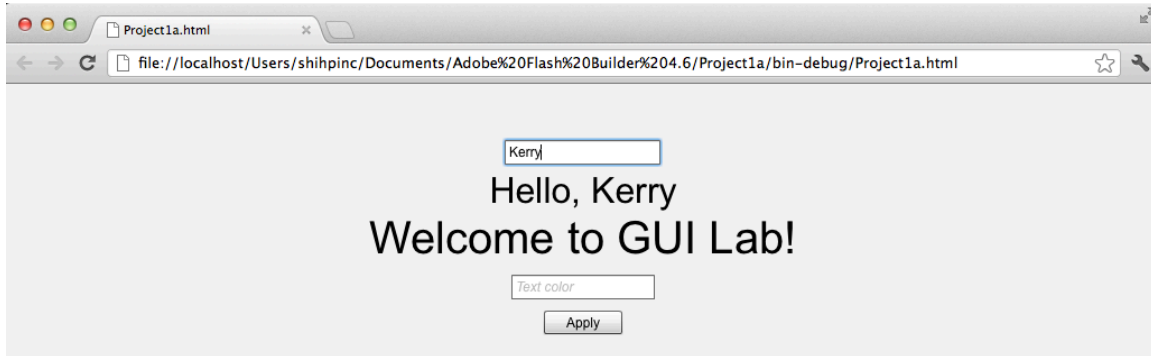 Project1a.html
file://localhost/Users/shihpinc/Documents/Adobe%20Flash%20Builder%204.6/Project1a/bin-debug/Project1a.html
Kerry
Hello, Kerry
Welcome to GUI Lab!
Text color
Apply